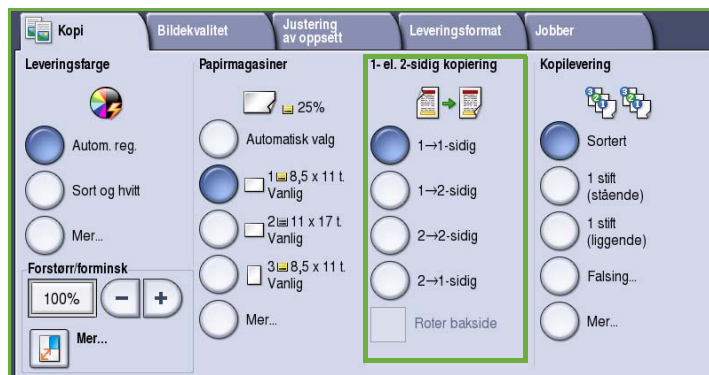 Kopi
Bildekvalitet
Justering
av oppsett
Leveringsformat
Jobber
Leveringsfarge
Autom. reg.
Sort og hvitt
Mer...
Forstørr/forminsk
100%
Mer...
Papirmagasiner
25%
Automatisk valg
1 8,5 x 11 t.
Vanlig
2 11 x 17 t.
Vanlig
3 8,5 x 11 t.
Vanlig
Mer...
1- el. 2-sidig kopiering
1→1-sidig
1→2-sidig
2→2-sidig
2→1-sidig
Roter bakside
Kopilevering
Sortert
1 stift
(stående)
1 stift
(liggende)
Falsing...
Mer...